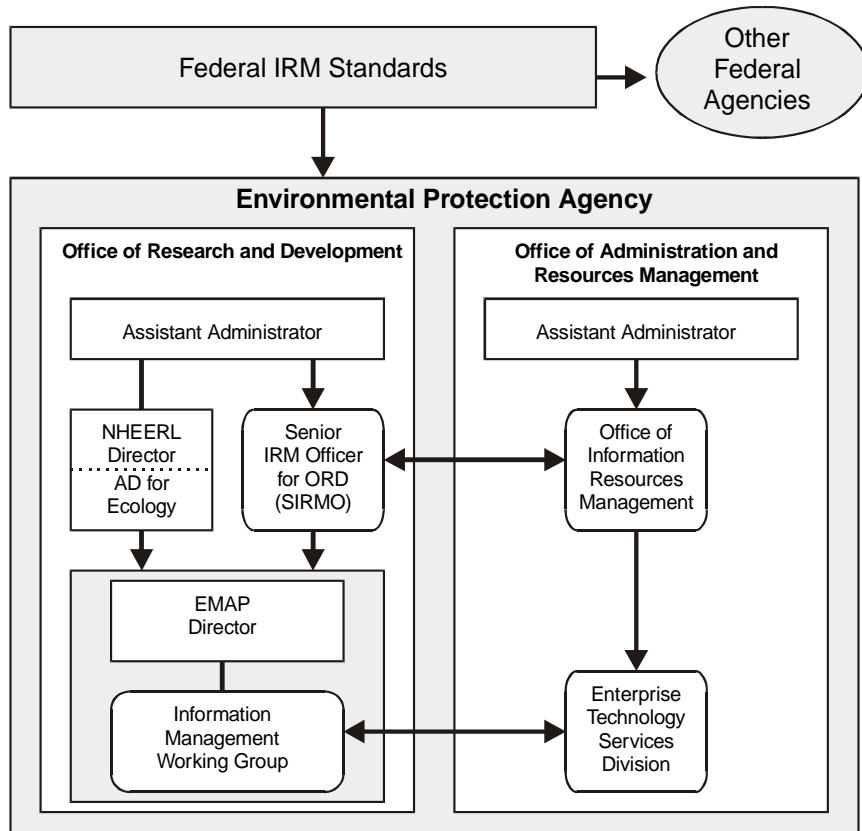 Federal IRM Standards
Other
Federal
Agencies
Environmental Protection Agency
Office of Research and Development
Assistant Administrator
NHEERL
Director
AD for
Ecology
Senior
IRM Officer
for ORD
(SIRMO)
EMAP
Director
Information
Management
Working Group
Office of Administration and
Resources Management
Assistant Administrator
Office of
Information
Resources
Management
Enterprise
Technology
Services
Division